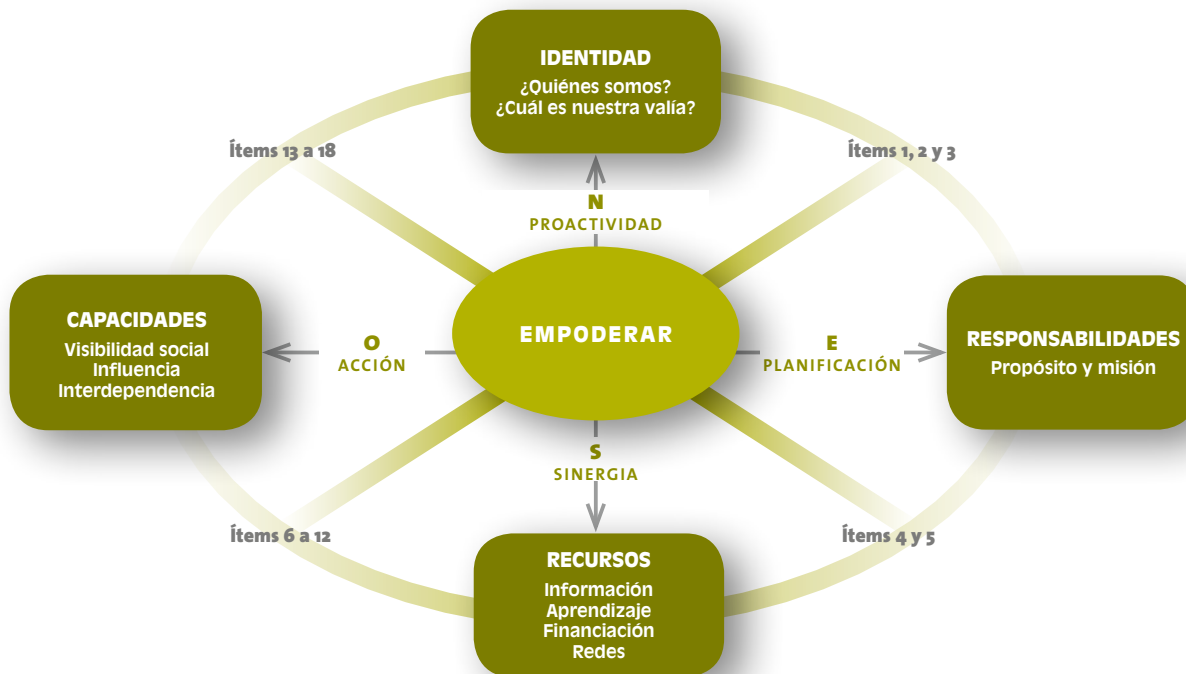 IDENTIDAD
¿Quiénes somos?
¿Cuál es nuestra valía?
Ítems 13 a 18
Ítems 1, 2 y 3
N
PROACTIVIDAD
CAPACIDADES
Visibilidad social
Influencia
Interdependencia
O
ACCIÓN
EMPODERAR
E
PLANIFICACIÓN
RESPONSABILIDADES
Propósito y misión
S
SINERGIA
Ítems 6 a 12
Ítems 4 y 5
RECURSOS
Información
Aprendizaje
Financiación
Redes